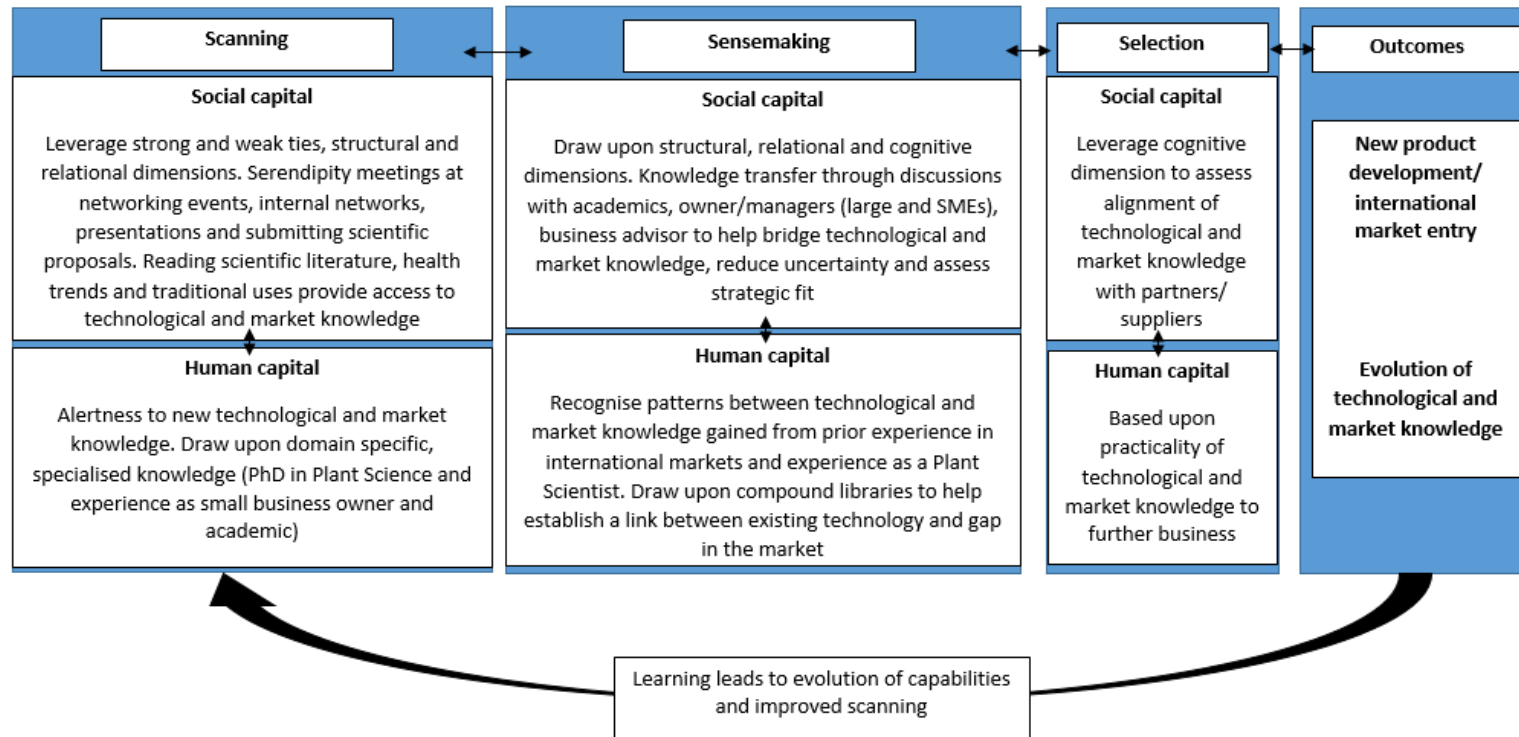 Scanning
Social capital
Leverage strong and weak ties, structural and
relational dimensions. Serendipity meetings at
networking events, internal networks,
presentations and submitting scientific
proposals. Reading scientific literature, health
trends and traditional uses provide access to
technological and market knowledge
Human capital
Alertness to new technological and market
knowledge. Draw upon domain specific,
specialised knowledge (PhD in Plant Science and
experience as small business owner and
academic)
Sensemaking
Social capital
Draw upon structural, relational and cognitive
dimensions. Knowledge transfer through discussions
with academics, owner/managers (large and SMEs),
business advisor to help bridge technological and
market knowledge, reduce uncertainty and assess
strategic fit
Human capital
Recognise patterns between technological and
market knowledge gained from prior experience in
international markets and experience as a Plant
Scientist. Draw upon compound libraries to help
establish a link between existing technology and gap
in the market
Selection
Social capital
Leverage cognitive
dimension to assess
alignment of
technological and
market knowledge
with partners/
suppliers
Human capital
Based upon
practicality of
technological and
market knowledge to
further business
Outcomes
New product
development/
international
market entry
Evolution of
technological and
market knowledge
Learning leads to evolution of capabilities
and improved scanning